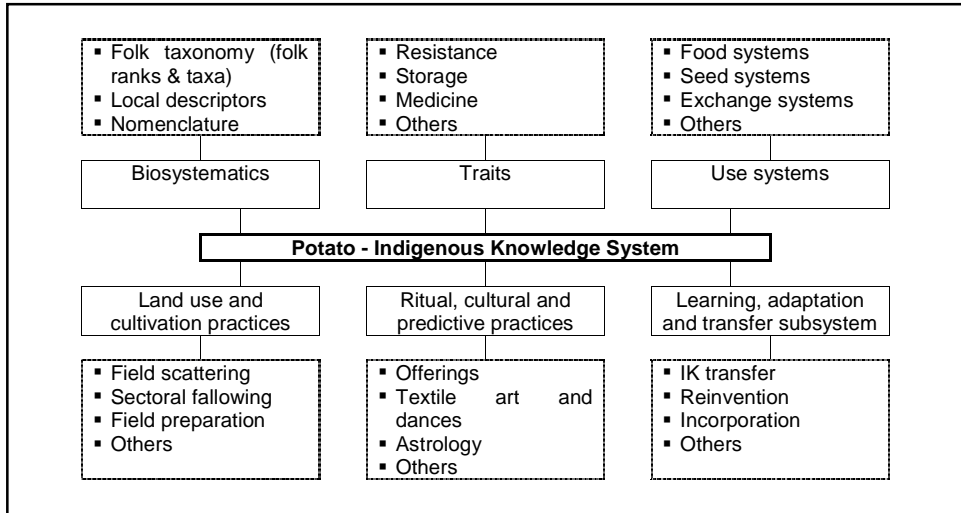 ▪ Folk taxonomy (folk
ranks & taxa)
▪ Local descriptors
▪ Nomenclature
▪ Resistance
▪ Storage
▪ Medicine
▪ Others
▪ Food systems
▪ Seed systems
▪ Exchange systems
▪ Others
Biosystematics
Traits
Use systems
Potato - Indigenous Knowledge System
Land use and
cultivation practices
Ritual, cultural and
predictive practices
Learning, adaptation
and transfer subsystem
▪ Field scattering
▪ Sectoral fallowing
▪ Field preparation
▪ Others
▪ Offerings
▪ Textile art and
dances
▪ Astrology
▪ Others
▪ IK transfer
▪ Reinvention
▪ Incorporation
▪ Others